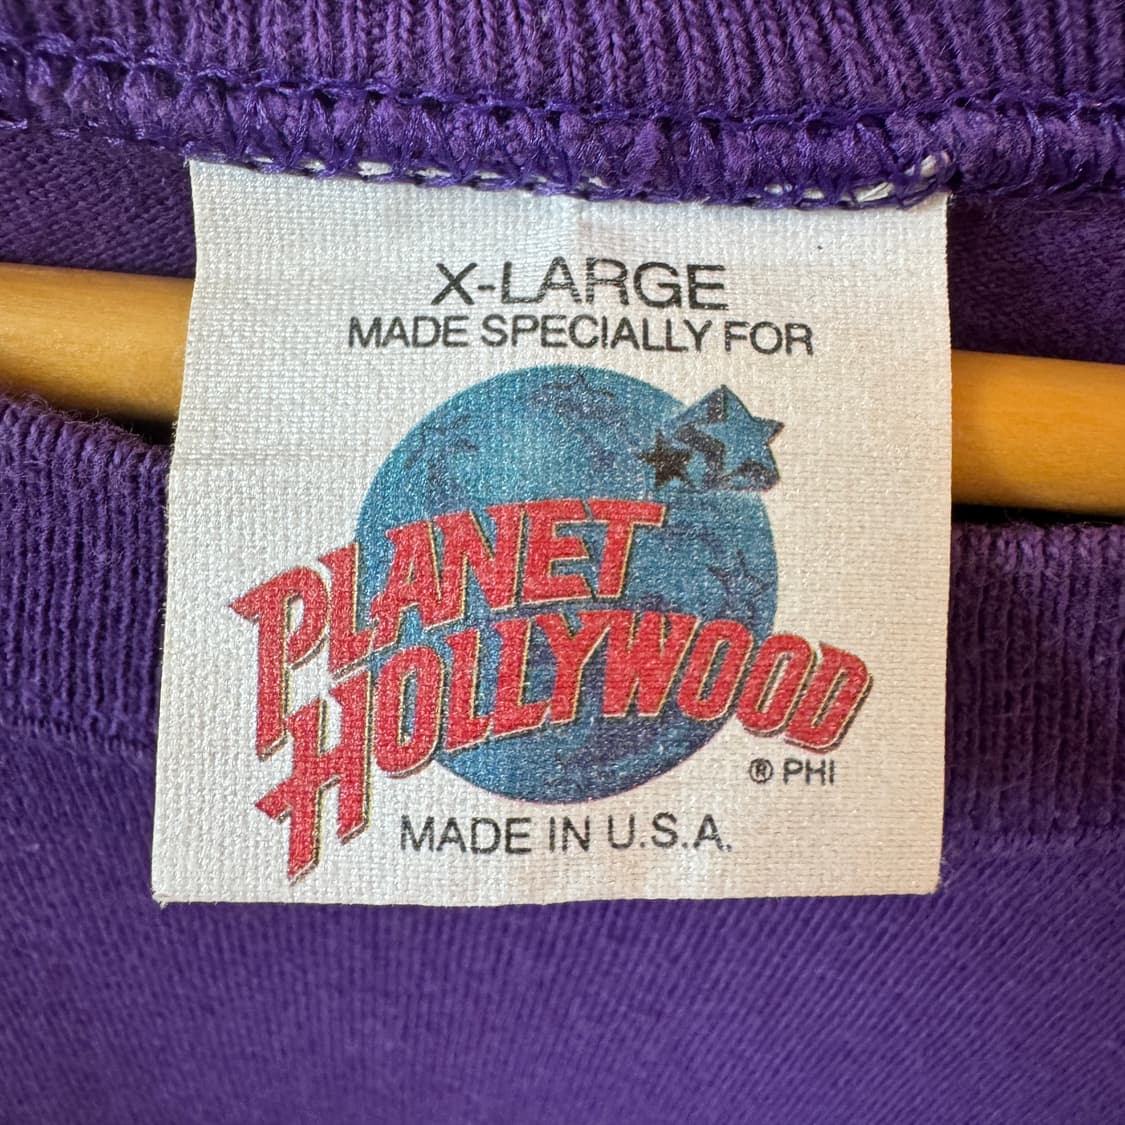 X-LARGE
MADE SPECIALLY FOR
PLANET
HOLLYWOOD
® PHI
MADE IN U.S.A.